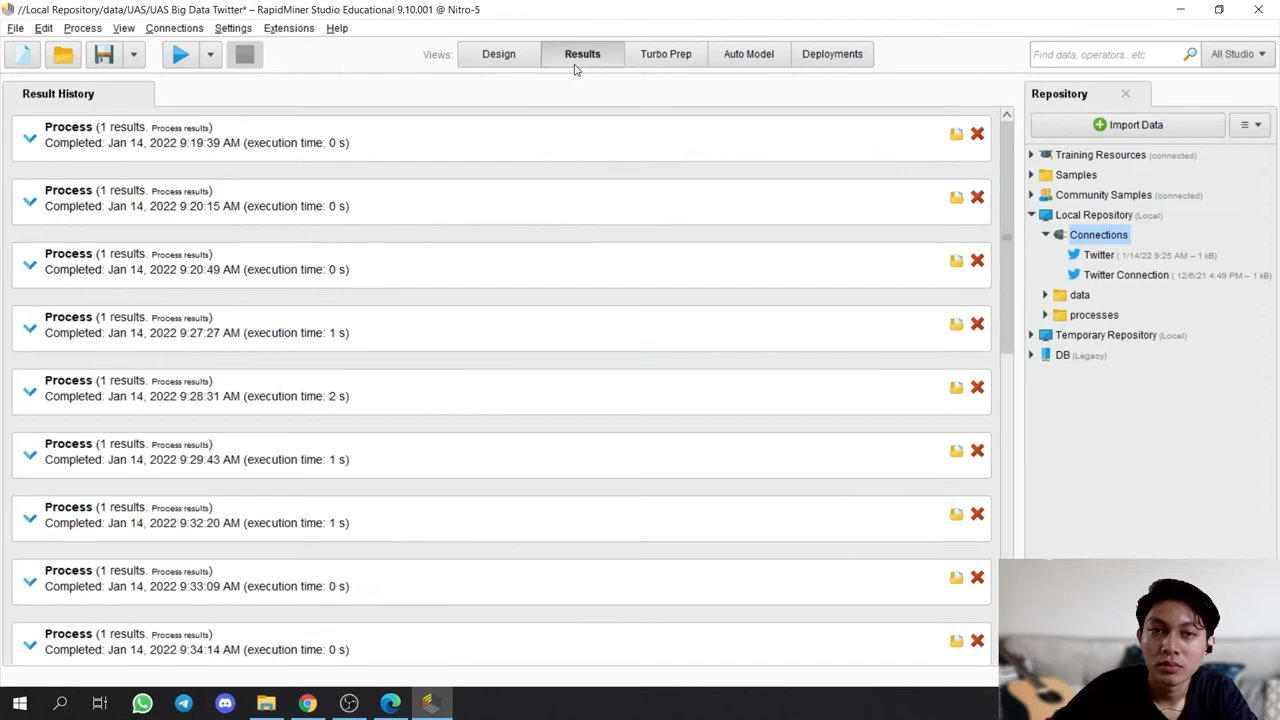 //Local Repository/data/UAS/UAS Big Data Twitter* – RapidMiner Studio Educational 9.10.001 @ Nitro-5
File Edit Process View Connections Settings Extensions Help
Views: Design Results Turbo Prep Auto Model Deployments Find data, operators...etc All Studio
Result History
Process (1 results. Process results)
Completed: Jan 14, 2022 9:19:39 AM (execution time: 0 s)
Process (1 results. Process results)
Completed: Jan 14, 2022 9:20:15 AM (execution time: 0 s)
Process (1 results. Process results)
Completed: Jan 14, 2022 9:20:49 AM (execution time: 0 s)
Process (1 results. Process results)
Completed: Jan 14, 2022 9:27:27 AM (execution time: 1 s)
Process (1 results. Process results)
Completed: Jan 14, 2022 9:28:31 AM (execution time: 2 s)
Process (1 results. Process results)
Completed: Jan 14, 2022 9:29:43 AM (execution time: 1 s)
Process (1 results. Process results)
Completed: Jan 14, 2022 9:32:20 AM (execution time: 1 s)
Process (1 results. Process results)
Completed: Jan 14, 2022 9:33:09 AM (execution time: 0 s)
Process (1 results. Process results)
Completed: Jan 14, 2022 9:34:14 AM (execution time: 0 s)
Repository
Import Data
Training Resources (connected)
Samples
Community Samples (connected)
Local Repository (Local)
Connections
Twitter (1/14/22 9:25 AM – 1 kB)
Twitter Connection (12/6/21 4:49 PM – 1 kB)
data
processes
Temporary Repository (Local)
DB (Legacy)